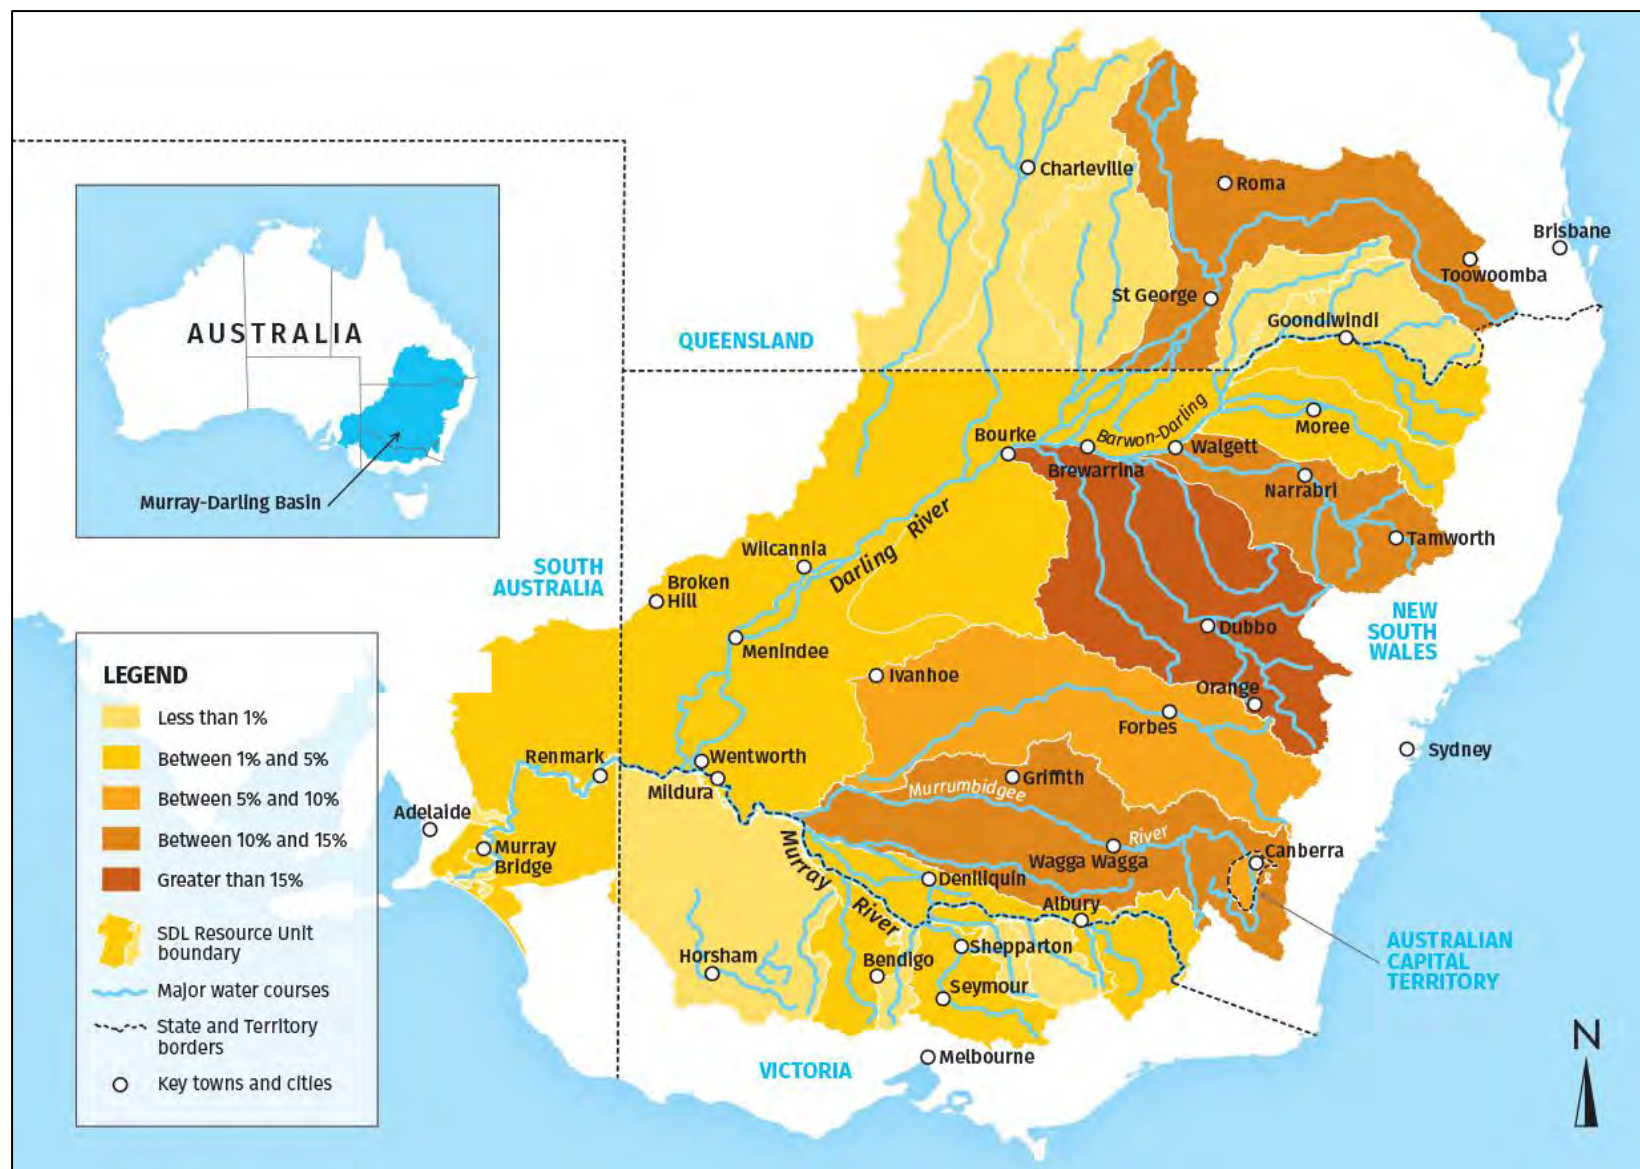 Charleville
Roma
Brisbane
Toowoomba
St George
Goondiwindi
QUEENSLAND
AUSTRALIA
Murray-Darling Basin
Barwon-Darling
Moree
Bourke
Brewarrina
Walgett
Narrabri
Tamworth
Darling River
Wilcannia
SOUTH
AUSTRALIA
Broken
Hill
Menindee
Dubbo
NEW
SOUTH
WALES
Ivanhoe
Orange
Forbes
Sydney
Renmark
Wentworth
Mildura
Griffith
Murrumbidgee River
Adelaide
Murray
Bridge
Wagga Wagga
Canberra
Murray River
Deniliquin
Albury
AUSTRALIAN
CAPITAL
TERRITORY
Horsham
Bendigo
Shepparton
Seymour
VICTORIA
Melbourne
LEGEND
Less than 1%
Between 1% and 5%
Between 5% and 10%
Between 10% and 15%
Greater than 15%
SDL Resource Unit
boundary
Major water courses
State and Territory
borders
Key towns and cities
N